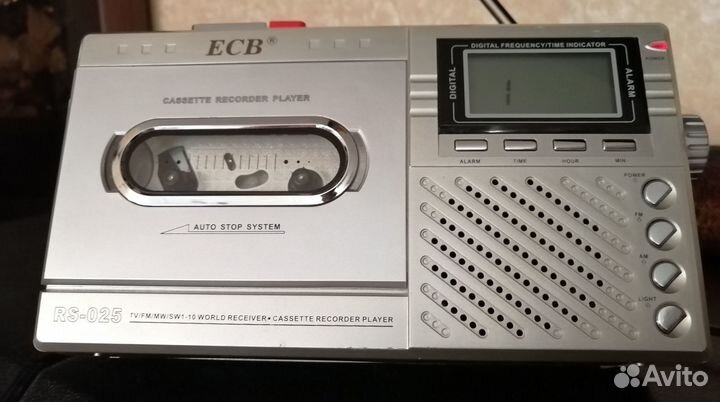 ECB®
CASSETTE RECORDER PLAYER
AUTO STOP SYSTEM
RS-025 TV/FM/MW/SW1-10 WORLD RECEIVER • CASSETTE RECORDER PLAYER
DIGITAL FREQUENCY/TIME INDICATOR
DIGITAL
ALARM
POWER
ALARM TIME HOUR MIN
POWER
FM
AM
LIGHT
Avito